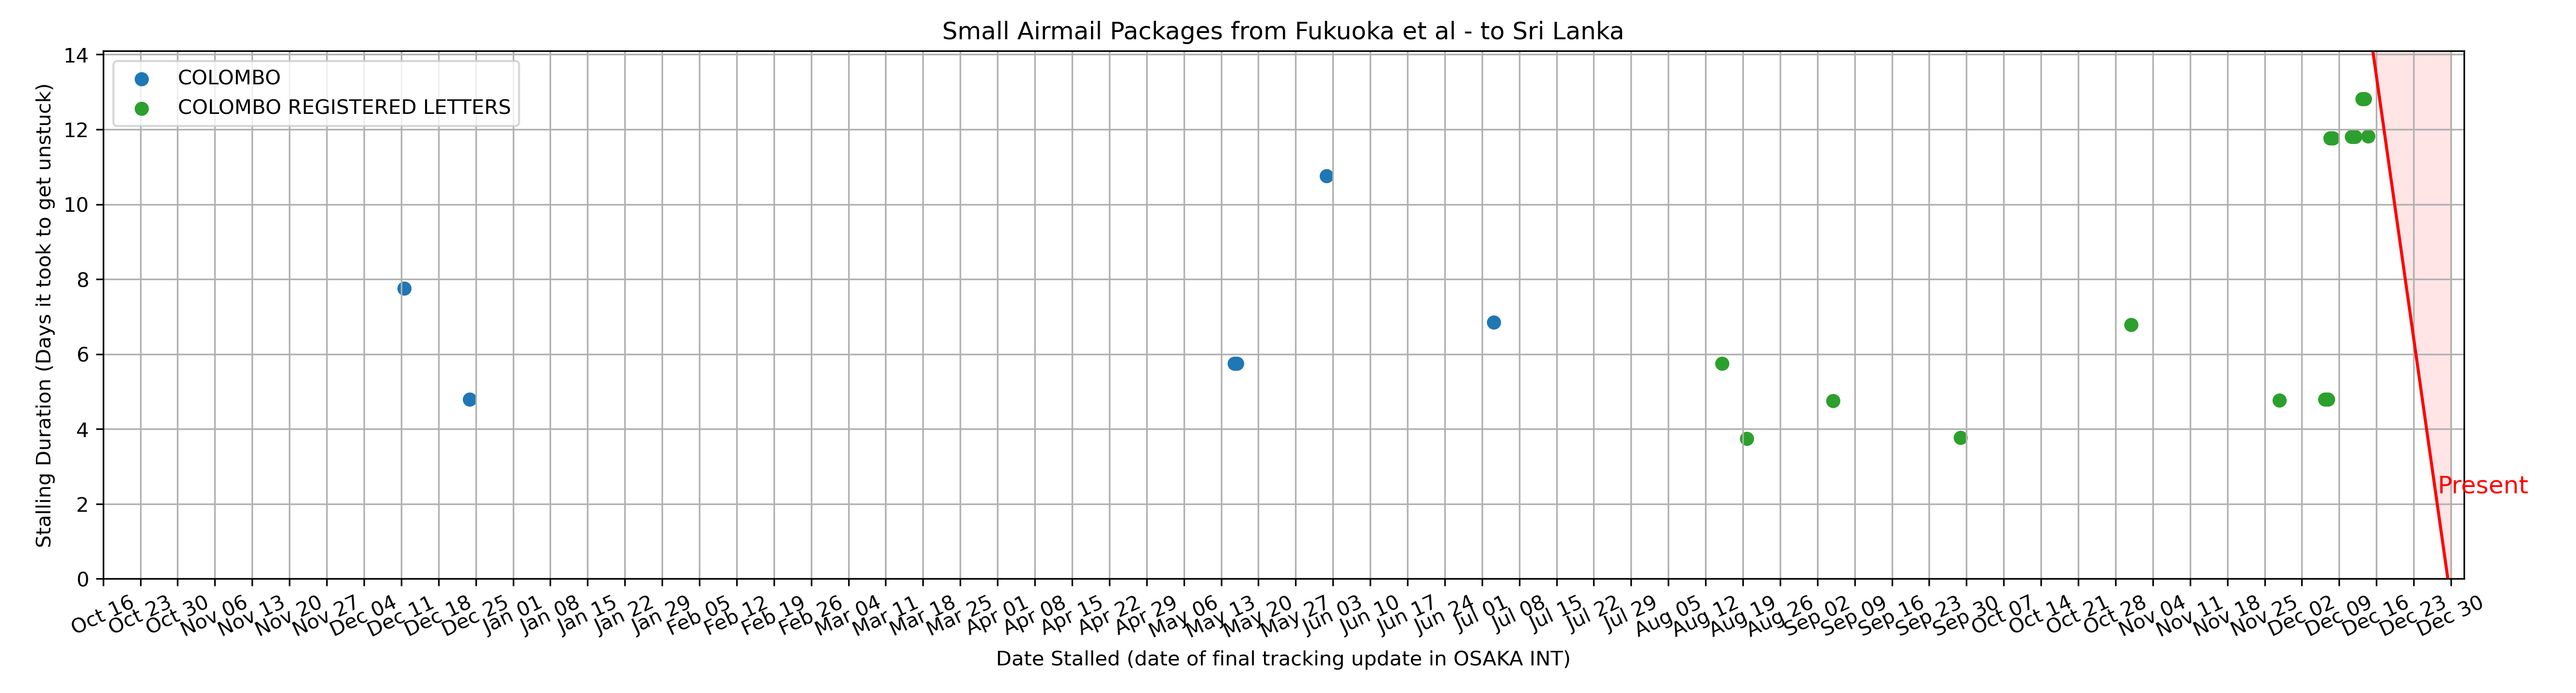 Small Airmail Packages from Fukuoka et al - to Sri Lanka
COLOMBO
COLOMBO REGISTERED LETTERS
Stalling Duration (Days it took to get unstuck)
14
12
10
8
6
4
2
0
Present
Oct 16
Oct 23
Oct 30
Nov 06
Nov 13
Nov 20
Nov 27
Dec 04
Dec 11
Dec 18
Dec 25
Jan 01
Jan 08
Jan 15
Jan 22
Jan 29
Feb 05
Feb 12
Feb 19
Feb 26
Mar 04
Mar 11
Mar 18
Mar 25
Apr 01
Apr 08
Apr 15
Apr 22
Apr 29
May 06
May 13
May 20
May 27
Jun 03
Jun 10
Jun 17
Jun 24
Jul 01
Jul 08
Jul 15
Jul 22
Jul 29
Aug 05
Aug 12
Aug 19
Aug 26
Sep 02
Sep 09
Sep 16
Sep 23
Sep 30
Oct 07
Oct 14
Oct 21
Oct 28
Nov 04
Nov 11
Nov 18
Nov 25
Dec 02
Dec 09
Dec 16
Dec 23
Dec 30
Date Stalled (date of final tracking update in OSAKA INT)